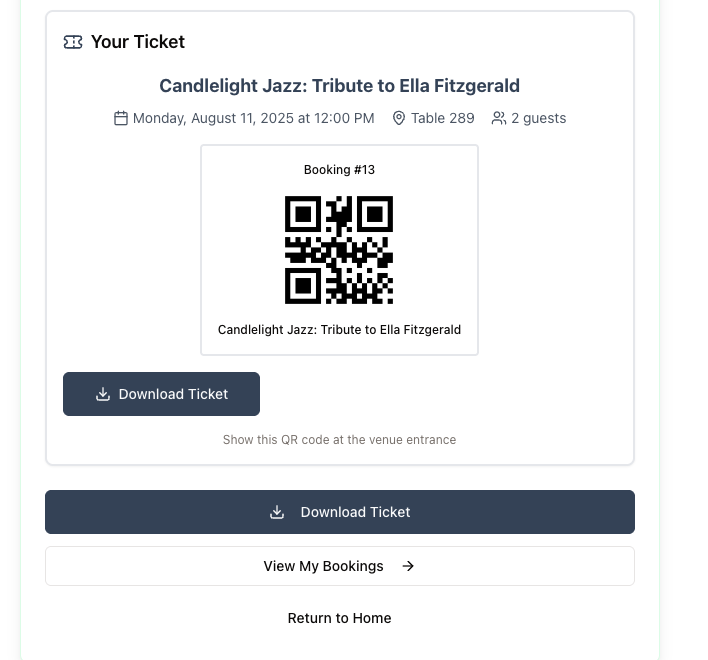 Your Ticket
Candlelight Jazz: Tribute to Ella Fitzgerald
Monday, August 11, 2025 at 12:00 PM Table 289 2 guests
Booking #13
Candlelight Jazz: Tribute to Ella Fitzgerald
Download Ticket
Show this QR code at the venue entrance
Download Ticket
View My Bookings
Return to Home